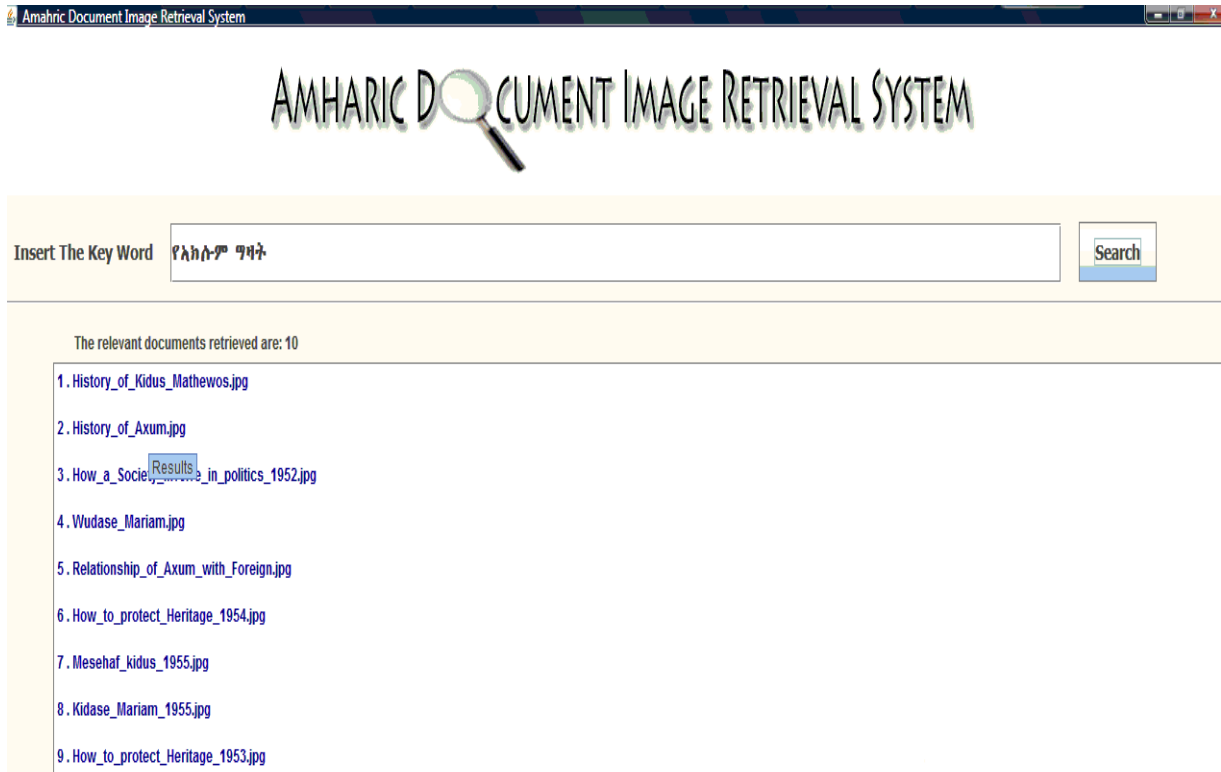 Amahric Document Image Retrieval System
AMHARIC DOCUMENT IMAGE RETRIEVAL SYSTEM
Insert The Key Word የአክሱም ግዛት Search
The relevant documents retrieved are: 10
1 . History_of_Kidus_Mathewos.jpg
2 . History_of_Axum.jpg
Results
3 . How_a_Society_ _in_politics_1952.jpg
4 . Wudase_Mariam.jpg
5 . Relationship_of_Axum_with_Foreign.jpg
6 . How_to_protect_Heritage_1954.jpg
7 . Mesehaf_kidus_1955.jpg
8 . Kidase_Mariam_1955.jpg
9 . How_to_protect_Heritage_1953.jpg